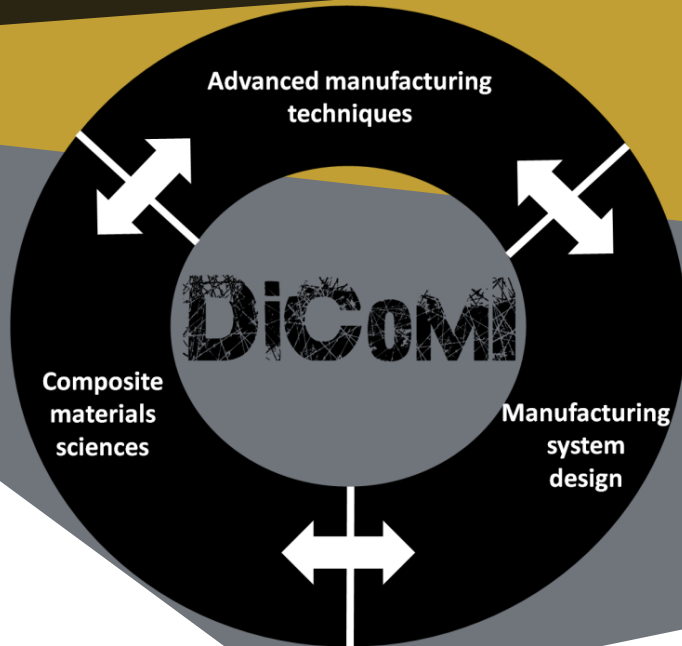 Advanced manufacturing
techniques
DiCoMI
Composite
materials
sciences
Manufacturing
system
design